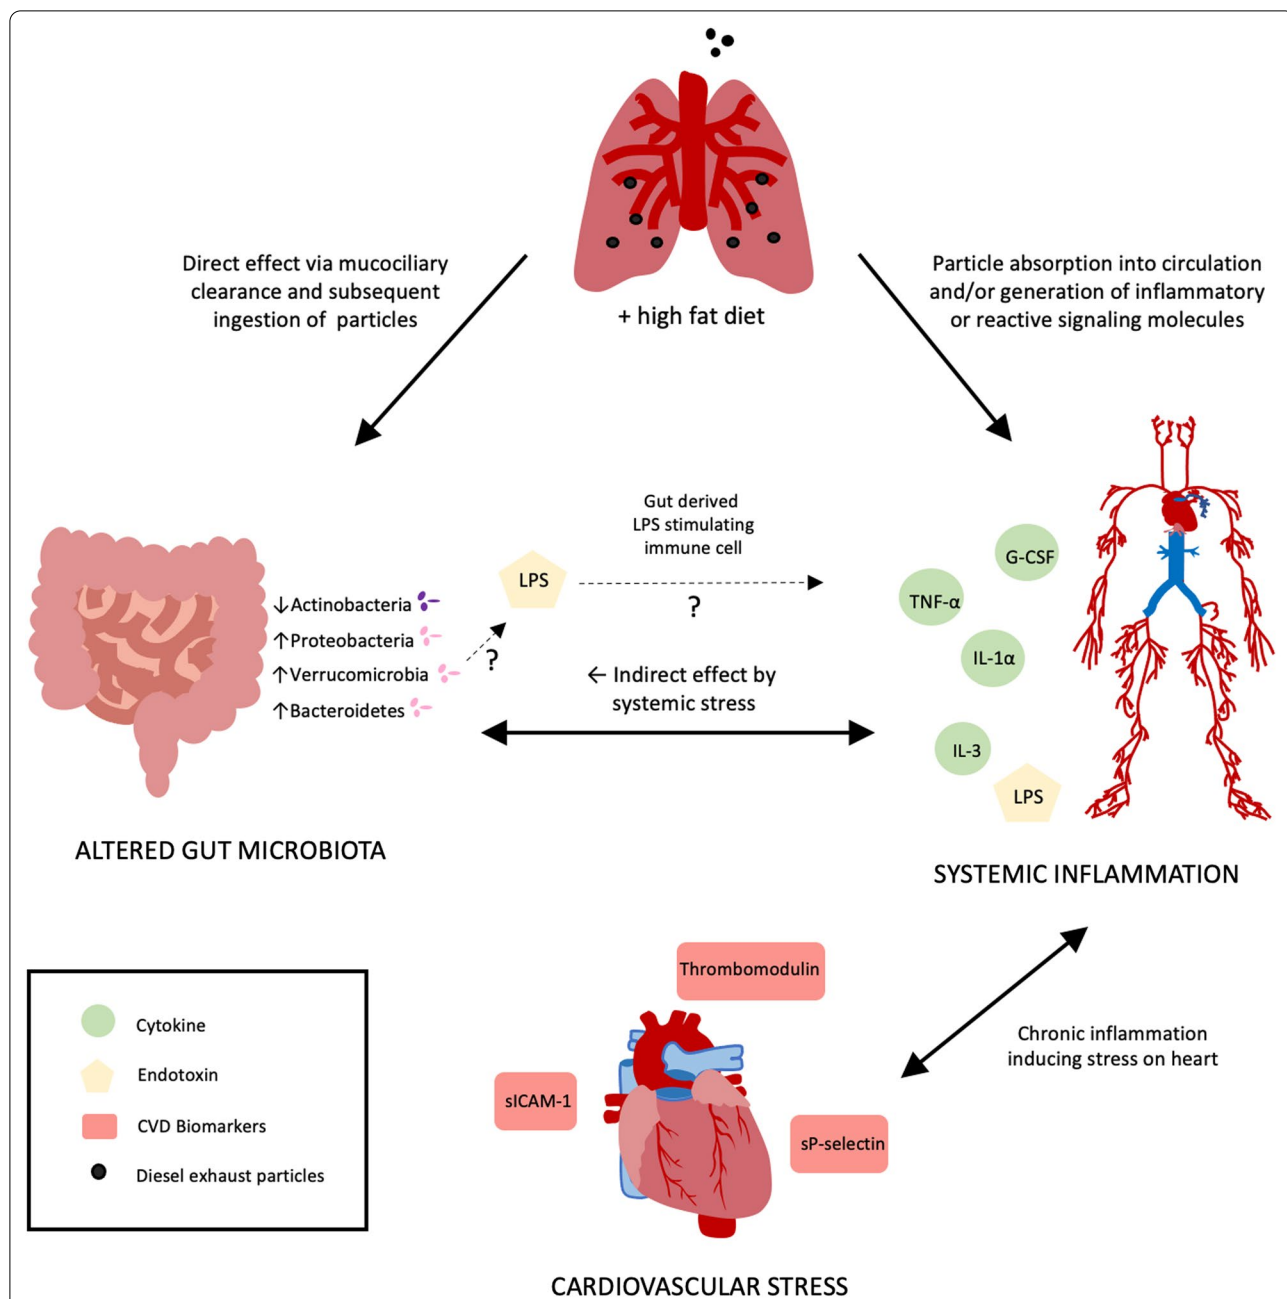 + high fat diet
Direct effect via mucociliary
clearance and subsequent
ingestion of particles
Particle absorption into circulation
and/or generation of inflammatory
or reactive signaling molecules
Gut derived
LPS stimulating
immune cell
LPS
?
↓Actinobacteria
↑Proteobacteria
↑Verrucomicrobia
↑Bacteroidetes
?
← Indirect effect by
systemic stress
G-CSF
TNF-α
IL-1α
IL-3
LPS
ALTERED GUT MICROBIOTA
SYSTEMIC INFLAMMATION
Thrombomodulin
sICAM-1
sP-selectin
Chronic inflammation
inducing stress on heart
Cytokine
Endotoxin
CVD Biomarkers
Diesel exhaust particles
CARDIOVASCULAR STRESS